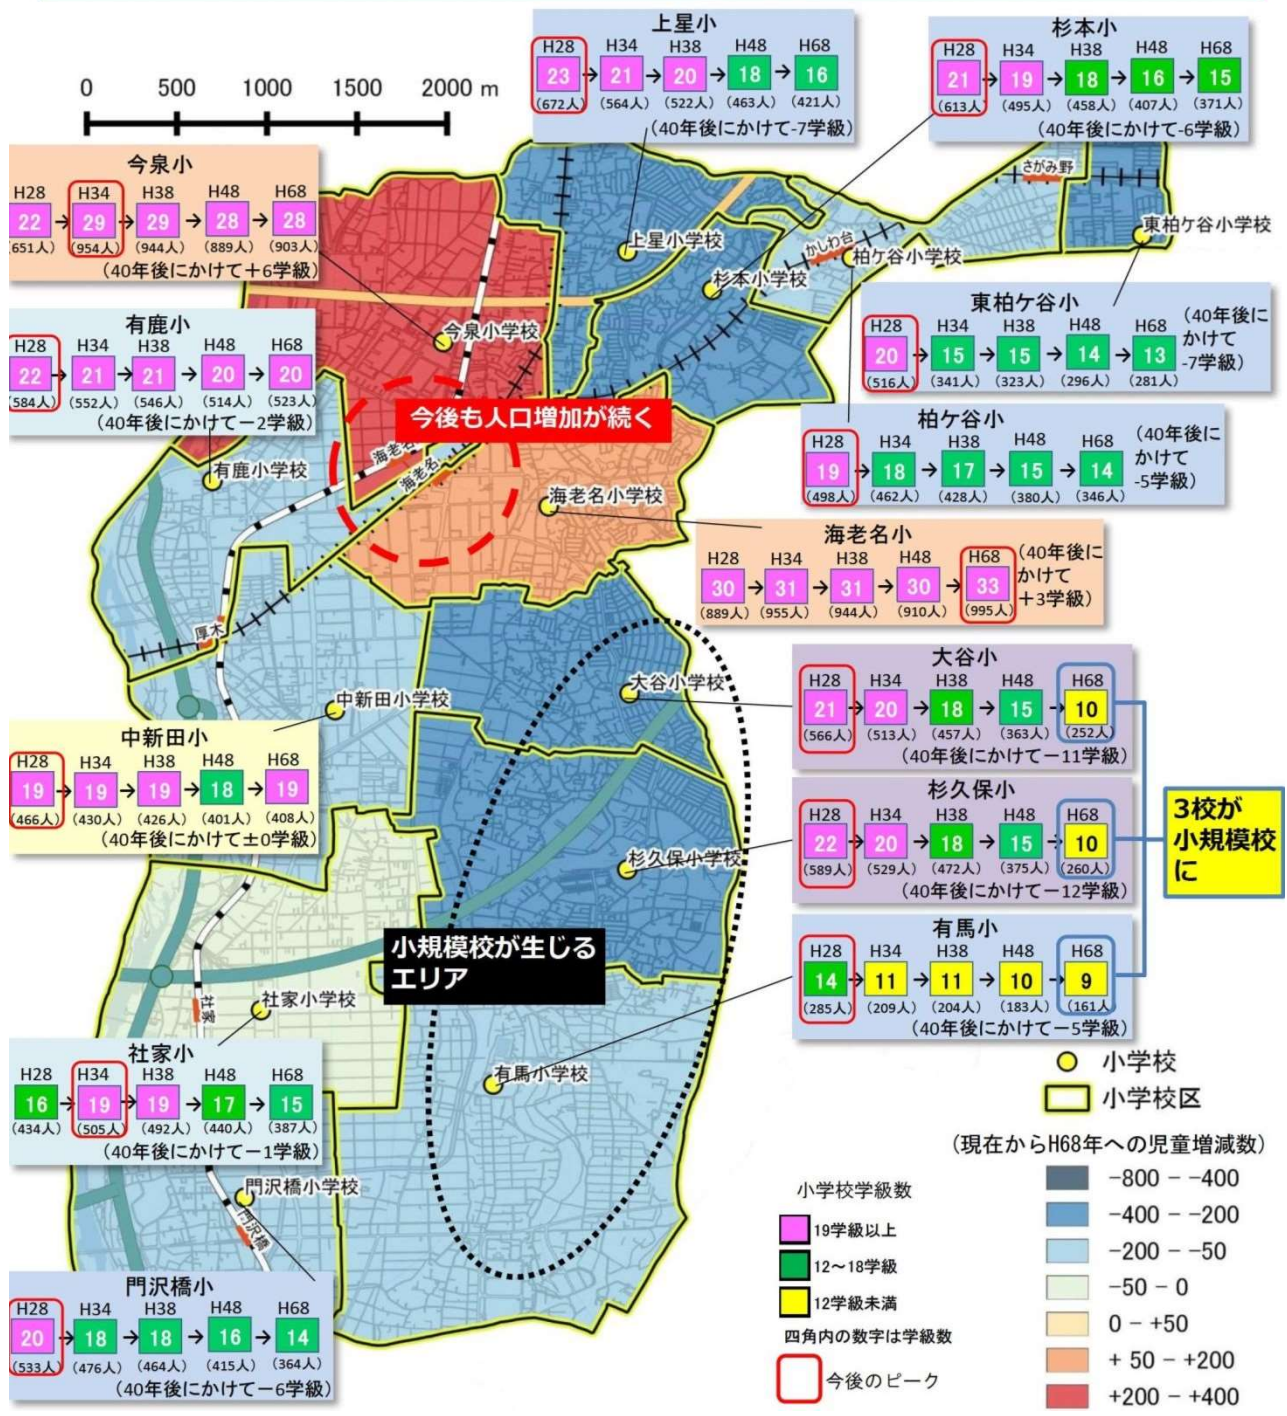 0 500 1000 1500 2000 m
上星小
H28 H34 H38 H48 H68
23→21→20→18→16
(672人) (564人) (522人) (463人) (421人)
(40年後にかけて-7学級)
杉本小
H28 H34 H38 H48 H68
21→19→18→16→15
(613人) (495人) (458人) (407人) (371人)
(40年後にかけて-6学級)
今泉小
H28 H34 H38 H48 H68
22→29→29→28→28
(651人) (954人) (944人) (889人) (903人)
(40年後にかけて+6学級)
有鹿小
H28 H34 H38 H48 H68
22→21→21→20→20
(584人) (552人) (546人) (514人) (523人)
(40年後にかけて-2学級)
さがみ野
東柏ケ谷小学校
上星小学校
かしわ台
柏ケ谷小学校
杉本小学校
今泉小学校
東柏ケ谷小
H28 H34 H38 H48 H68
20→15→15→14→13
(516人) (341人) (323人) (296人) (281人)
(40年後に
かけて
-7学級)
柏ケ谷小
H28 H34 H38 H48 H68
19→18→17→15→14
(498人) (462人) (428人) (380人) (346人)
(40年後に
かけて
-5学級)
今後も人口増加が続く
海老名
海老名
有鹿小学校
海老名小学校
海老名小
H28 H34 H38 H48 H68
30→31→31→30→33
(889人) (955人) (944人) (910人) (995人)
(40年後に
かけて
+3学級)
厚木
大谷小学校
中新田小学校
大谷小
H28 H34 H38 H48 H68
21→20→18→15→10
(566人) (513人) (457人) (363人) (252人)
(40年後にかけて-11学級)
中新田小
H28 H34 H38 H48 H68
19→19→19→18→19
(466人) (430人) (426人) (401人) (408人)
(40年後にかけて±0学級)
杉久保小
H28 H34 H38 H48 H68
22→20→18→15→10
(589人) (529人) (472人) (375人) (260人)
(40年後にかけて-12学級)
3校が
小規模校
に
杉久保小学校
小規模校が生じる
エリア
有馬小
H28 H34 H38 H48 H68
14→11→11→10→9
(285人) (209人) (204人) (183人) (161人)
(40年後にかけて-5学級)
社家
社家小学校
社家小
H28 H34 H38 H48 H68
16→19→19→17→15
(434人) (505人) (492人) (440人) (387人)
(40年後にかけて-1学級)
有馬小学校
門沢橋小学校
門沢橋
門沢橋小
H28 H34 H38 H48 H68
20→18→18→16→14
(533人) (476人) (464人) (415人) (364人)
(40年後にかけて-6学級)
小学校
小学校区
(現在からH68年への児童増減数)
-800 - -400
-400 - -200
-200 - -50
-50 - 0
0 - +50
+ 50 - +200
+200 - +400
小学校学級数
19学級以上
12～18学級
12学級未満
四角内の数字は学級数
今後のピーク